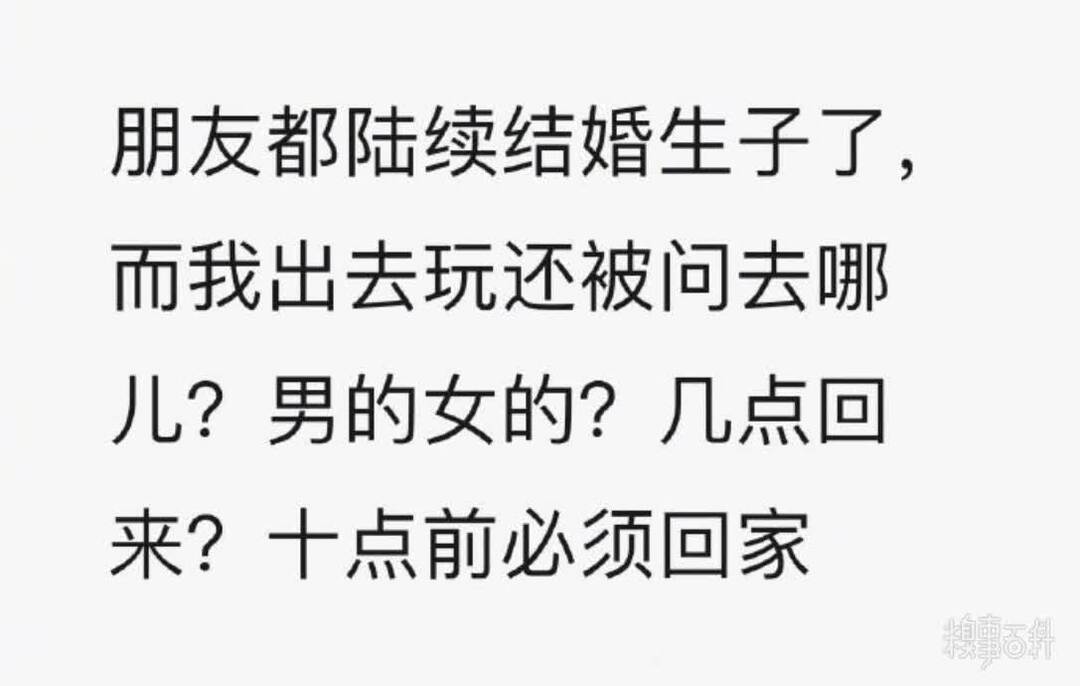 朋友都陆续结婚生子了，
而我出去玩还被问去哪
儿？男的女的？几点回
来？十点前必须回家
糗事百科